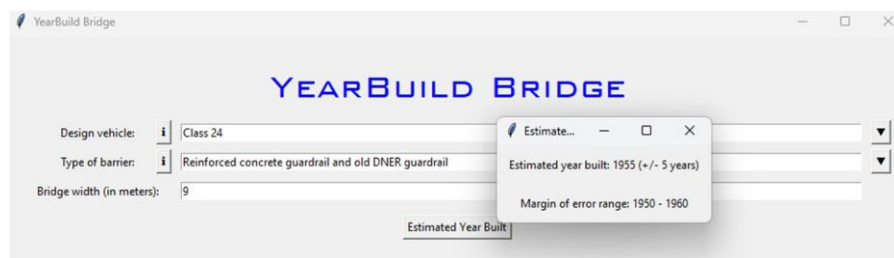 YearBuild Bridge
YEARBUILD BRIDGE
Design vehicle: i Class 24
Type of barrier: i Reinforced concrete guardrail and old DNER guardrail
Bridge width (in meters): 9
Estimated Year Built
Estimate...
Estimated year built: 1955 (+/- 5 years)
Margin of error range: 1950 - 1960